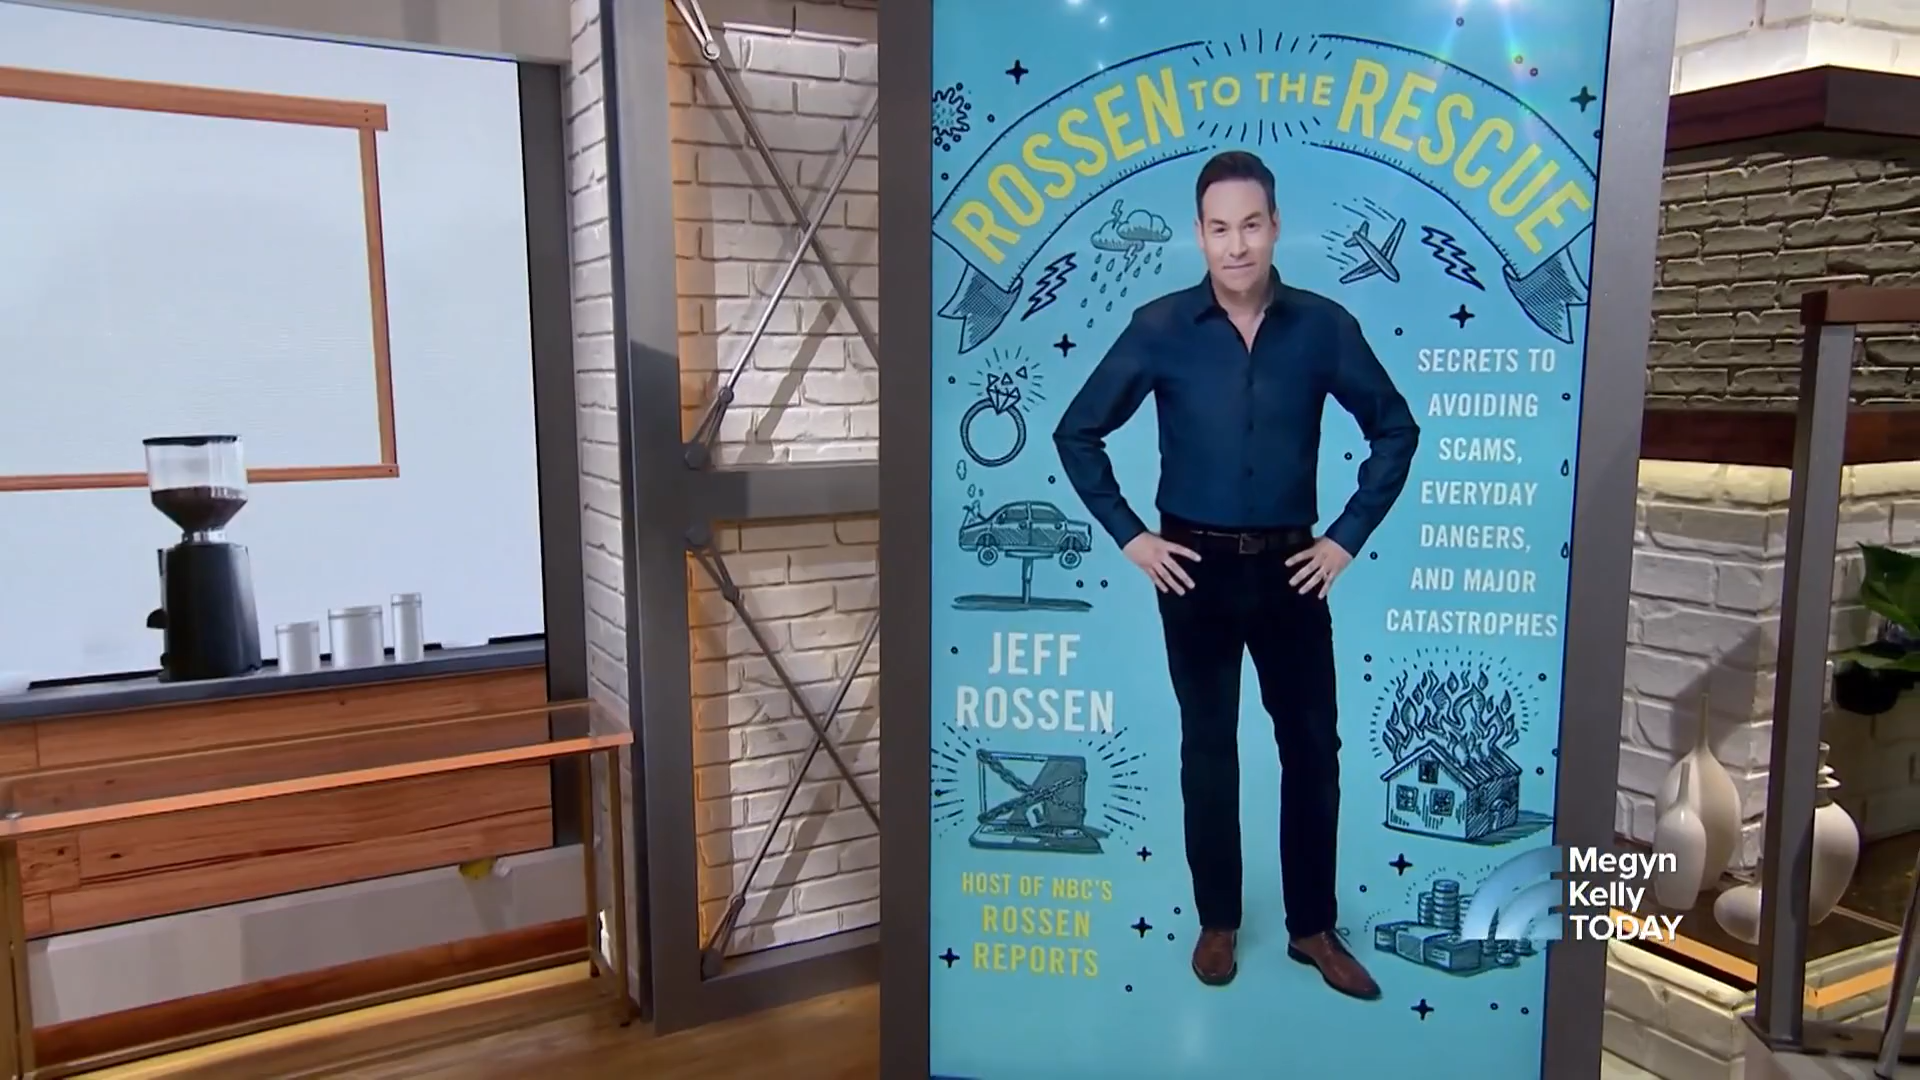 ROSSEN TO THE RESCUE
SECRETS TO
AVOIDING
SCAMS,
EVERYDAY
DANGERS,
AND MAJOR
CATASTROPHES
JEFF
ROSSEN
HOST OF NBC'S
ROSSEN
REPORTS
Megyn
Kelly
TODAY